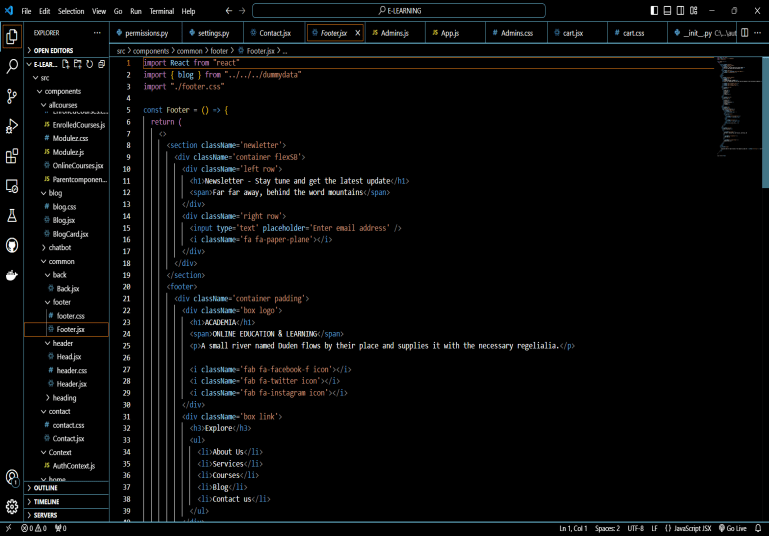 File Edit Selection View Go Run Terminal Help
E-LEARNING
EXPLORER
OPEN EDITORS
E-LEAR...
src
components
allcourses
EnrolledCourses.css...
JS EnrolledCourses.js
# Modulez.css
JS Modulez.js
OnlineCourses.jsx
JS Parentcomponen...
blog
# blog.css
Blog.jsx
BlogCard.jsx
chatbot
common
back
Back.jsx
footer
# footer.css
Footer.jsx
header
Head.jsx
# header.css
Header.jsx
heading
contact
# contact.css
Contact.jsx
Context
JS AuthContext.js
home
OUTLINE
TIMELINE
SERVERS
permissions.py
settings.py
Contact.jsx
Footer.jsx
JS Admins.js
JS App.js
# Admins.css
cart.jsx
# cart.css
__init__.py C:\...\aut
src > components > common > footer > Footer.jsx > ...
1 import React from "react"
2 import { blog } from "../../../dummydata"
3 import "./footer.css"
4
5 const Footer = () => {
6 return (
7 <>
8 <section className='newletter'>
9 <div className='container flexSB'>
10 <div className='left row'>
11 <h1>Newsletter - Stay tune and get the latest update</h1>
12 <span>Far far away, behind the word mountains</span>
13 </div>
14 <div className='right row'>
15 <input type='text' placeholder='Enter email address' />
16 <i className='fa fa-paper-plane'></i>
17 </div>
18 </div>
19 </section>
20 <footer>
21 <div className='container padding'>
22 <div className='box logo'>
23 <h1>ACADEMIA</h1>
24 <span>ONLINE EDUCATION & LEARNING</span>
25 <p>A small river named Duden flows by their place and supplies it with the necessary regelialia.</p>
26
27 <i className='fab fa-facebook-f icon'></i>
28 <i className='fab fa-twitter icon'></i>
29 <i className='fab fa-instagram icon'></i>
30 </div>
31 <div className='box link'>
32 <h3>Explore</h3>
33 <ul>
34 <li>About Us</li>
35 <li>Services</li>
36 <li>Courses</li>
37 <li>Blog</li>
38 <li>Contact us</li>
39 </ul>
40 </div>
0 0 0
Ln 1, Col 1 Spaces: 2 UTF-8 LF {} JavaScript JSX Go Live